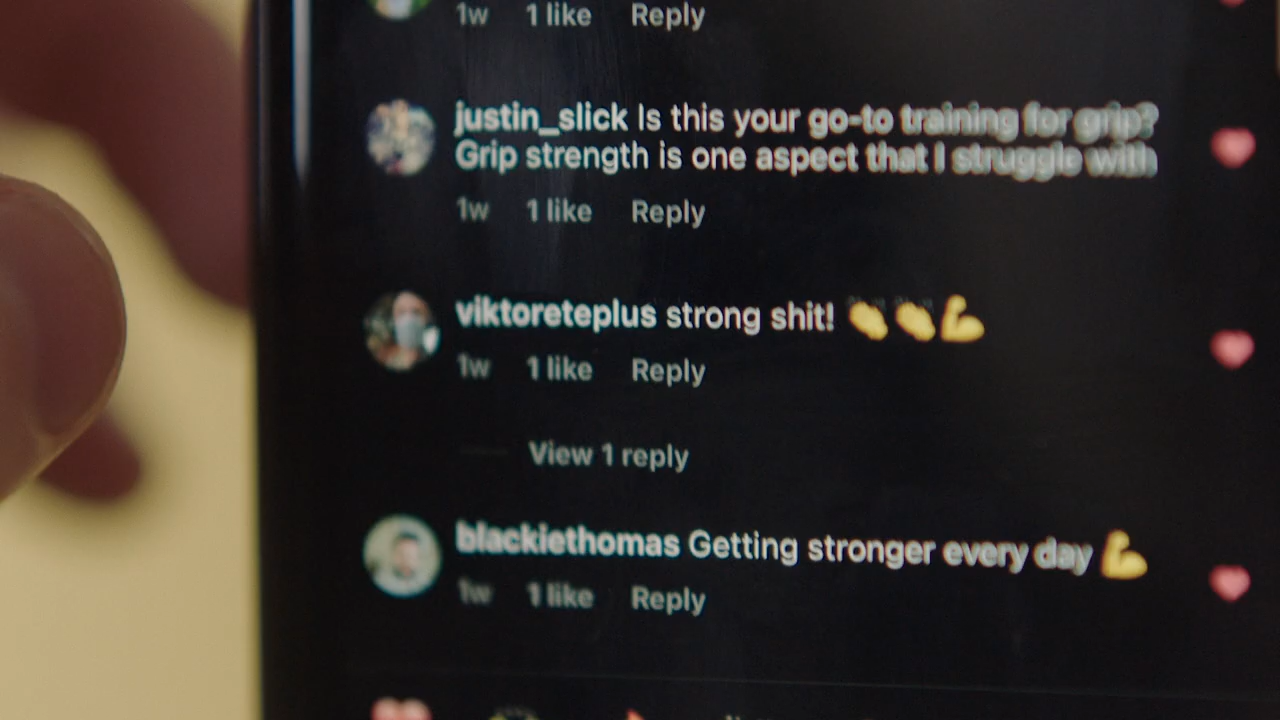 1w 1 like Reply
justin_slick Is this your go-to training for grip?
Grip strength is one aspect that I struggle with
1w 1 like Reply
viktoreteplus strong shit! 👏👏💪
1w 1 like Reply
View 1 reply
blackiethomas Getting stronger every day 💪
1w 1 like Reply